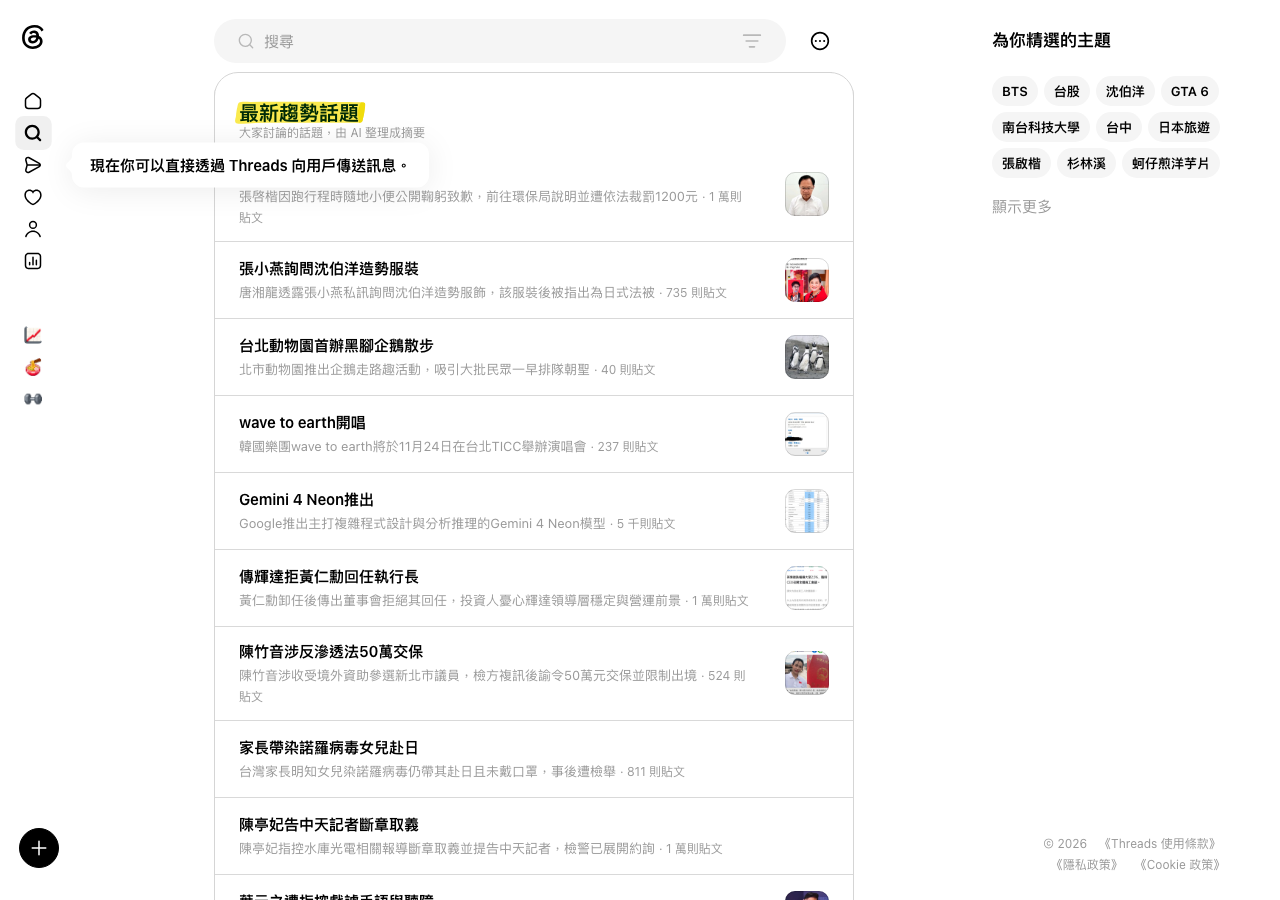 搜尋
最新趨勢話題
大家討論的話題，由 AI 整理成摘要
現在你可以直接透過 Threads 向用戶傳送訊息。
張啓楷因跑行程時隨地小便公開鞠躬致歉，前往環保局說明並遭依法裁罰1200元 · 1 萬則
貼文
張小燕詢問沈伯洋造勢服裝
唐湘龍透露張小燕私訊詢問沈伯洋造勢服飾，該服裝後被指出為日式法被 · 735 則貼文
台北動物園首辦黑腳企鵝散步
北市動物園推出企鵝走路趣活動，吸引大批民眾一早排隊朝聖 · 40 則貼文
wave to earth開唱
韓國樂團wave to earth將於11月24日在台北TICC舉辦演唱會 · 237 則貼文
Gemini 4 Neon推出
Google推出主打複雜程式設計與分析推理的Gemini 4 Neon模型 · 5 千則貼文
傳輝達拒黃仁勳回任執行長
黃仁勳卸任後傳出董事會拒絕其回任，投資人憂心輝達領導層穩定與營運前景 · 1 萬則貼文
陳竹音涉反滲透法50萬交保
陳竹音涉收受境外資助參選新北市議員，檢方複訊後諭令50萬元交保並限制出境 · 524 則
貼文
家長帶染諾羅病毒女兒赴日
台灣家長明知女兒染諾羅病毒仍帶其赴日且未戴口罩，事後遭檢舉 · 811 則貼文
陳亭妃告中天記者斷章取義
陳亭妃指控水庫光電相關報導斷章取義並提告中天記者，檢警已展開約詢 · 1 萬則貼文
為你精選的主題
BTS 台股 沈伯洋 GTA 6
南台科技大學 台中 日本旅遊
張啟楷 杉林溪 蚵仔煎洋芋片
顯示更多
© 2026 《Threads 使用條款》
《隱私政策》 《Cookie 政策》